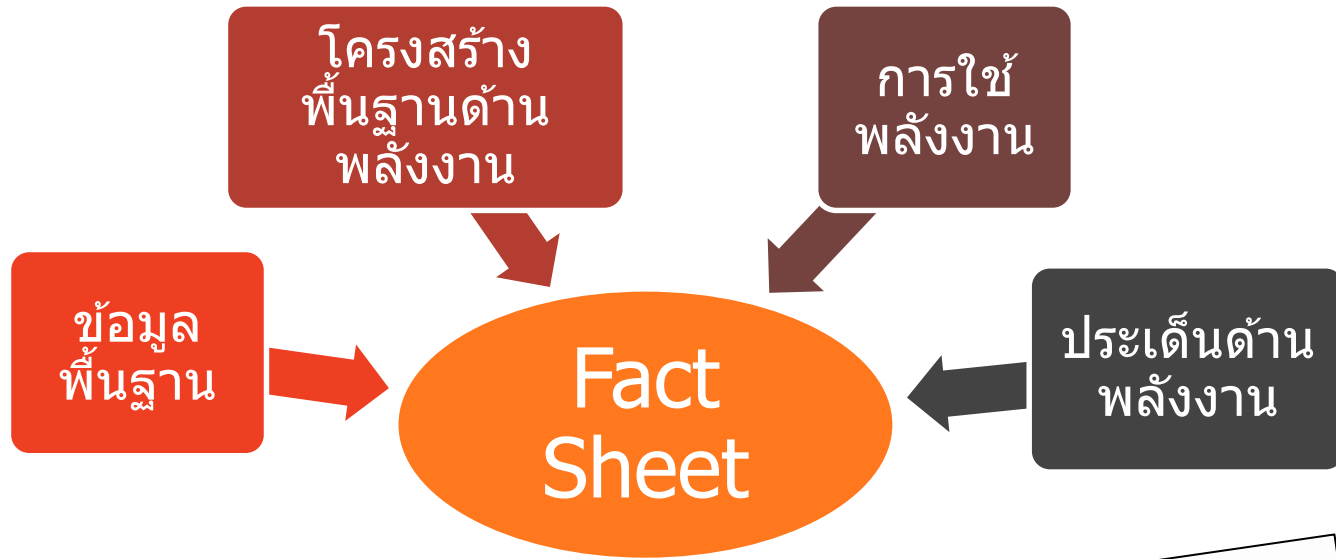 โครงสร้าง
พื้นฐานด้าน
พลังงาน
การใช้
พลังงาน
ข้อมูล
พื้นฐาน
ประเด็นด้าน
พลังงาน
Fact
Sheet